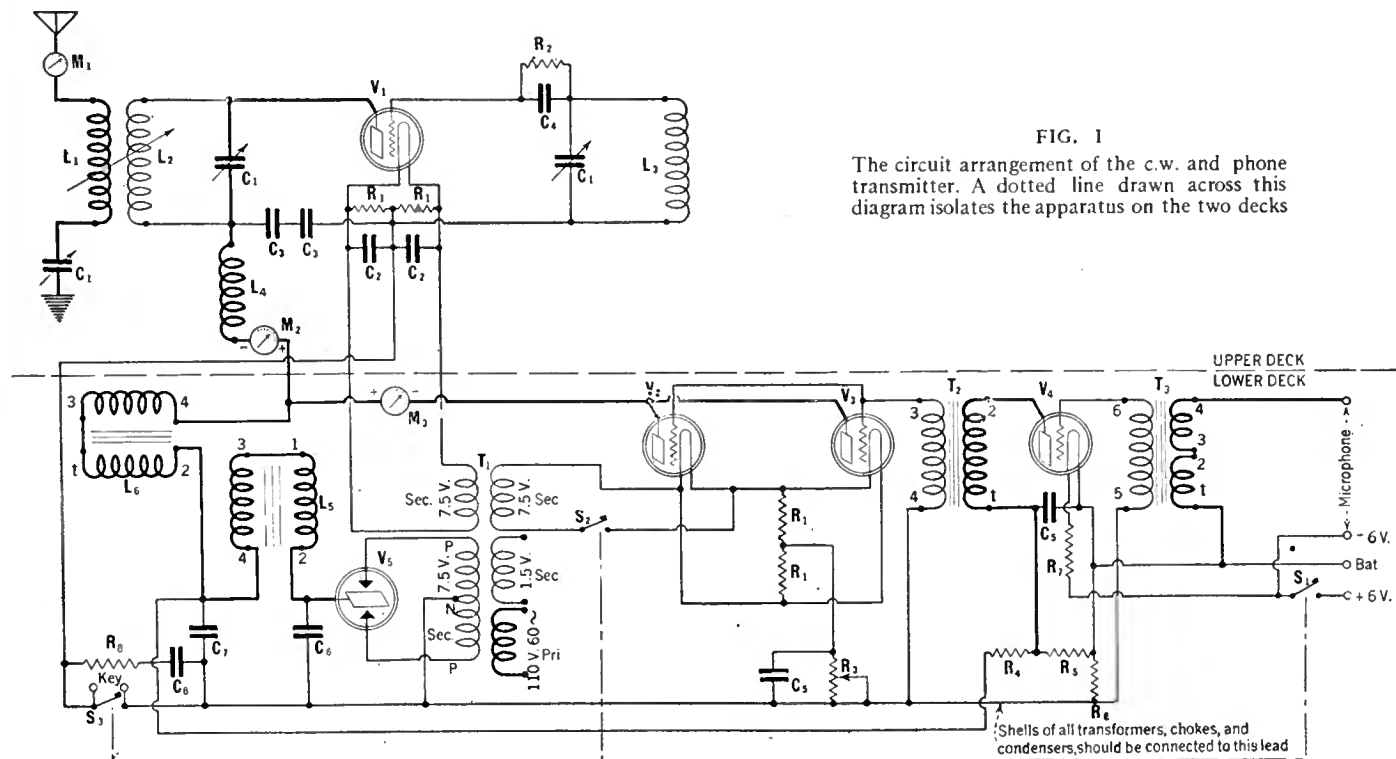 FIG. I
The circuit arrangement of the c.w. and phone
transmitter. A dotted line drawn across this
diagram isolates the apparatus on the two decks
M₁
L₁
L₂
C₁
C₁
V₁
R₂
C₄
C₁
L₃
R₁
R₁
C₃
C₃
C₂
C₂
L₄
M₂
-
+
UPPER DECK
LOWER DECK
3
4
1
2
L₆
+
-
M₃
3
1
L₅
4
2
V₂
V₃
T₂
3
2
4
1
V₄
T₃
6
4
3
2
5
1
Microphone
- 6V.
Bat
+ 6V.
S₁
T₁
Sec.
7.5 V.
7.5 V.
Sec
S₂
V₅
P
7.5 V.
N
Sec.
P
1.5 V.
Sec
110 V. 60~
Pri
R₁
R₁
C₅
R₇
R₈
Key
S₃
C₈
C₇
C₆
C₅
R₃
R₄
R₅
Shells of all transformers, chokes, and
condensers, should be connected to this lead